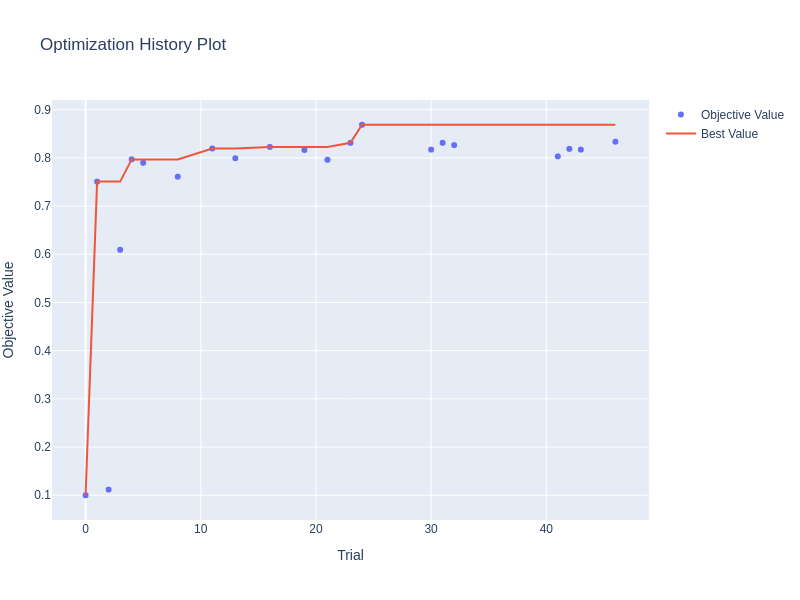 Optimization History Plot
Objective Value
Best Value
0.9
0.8
0.7
0.6
0.5
0.4
0.3
0.2
0.1
Objective Value
0
10
20
30
40
Trial